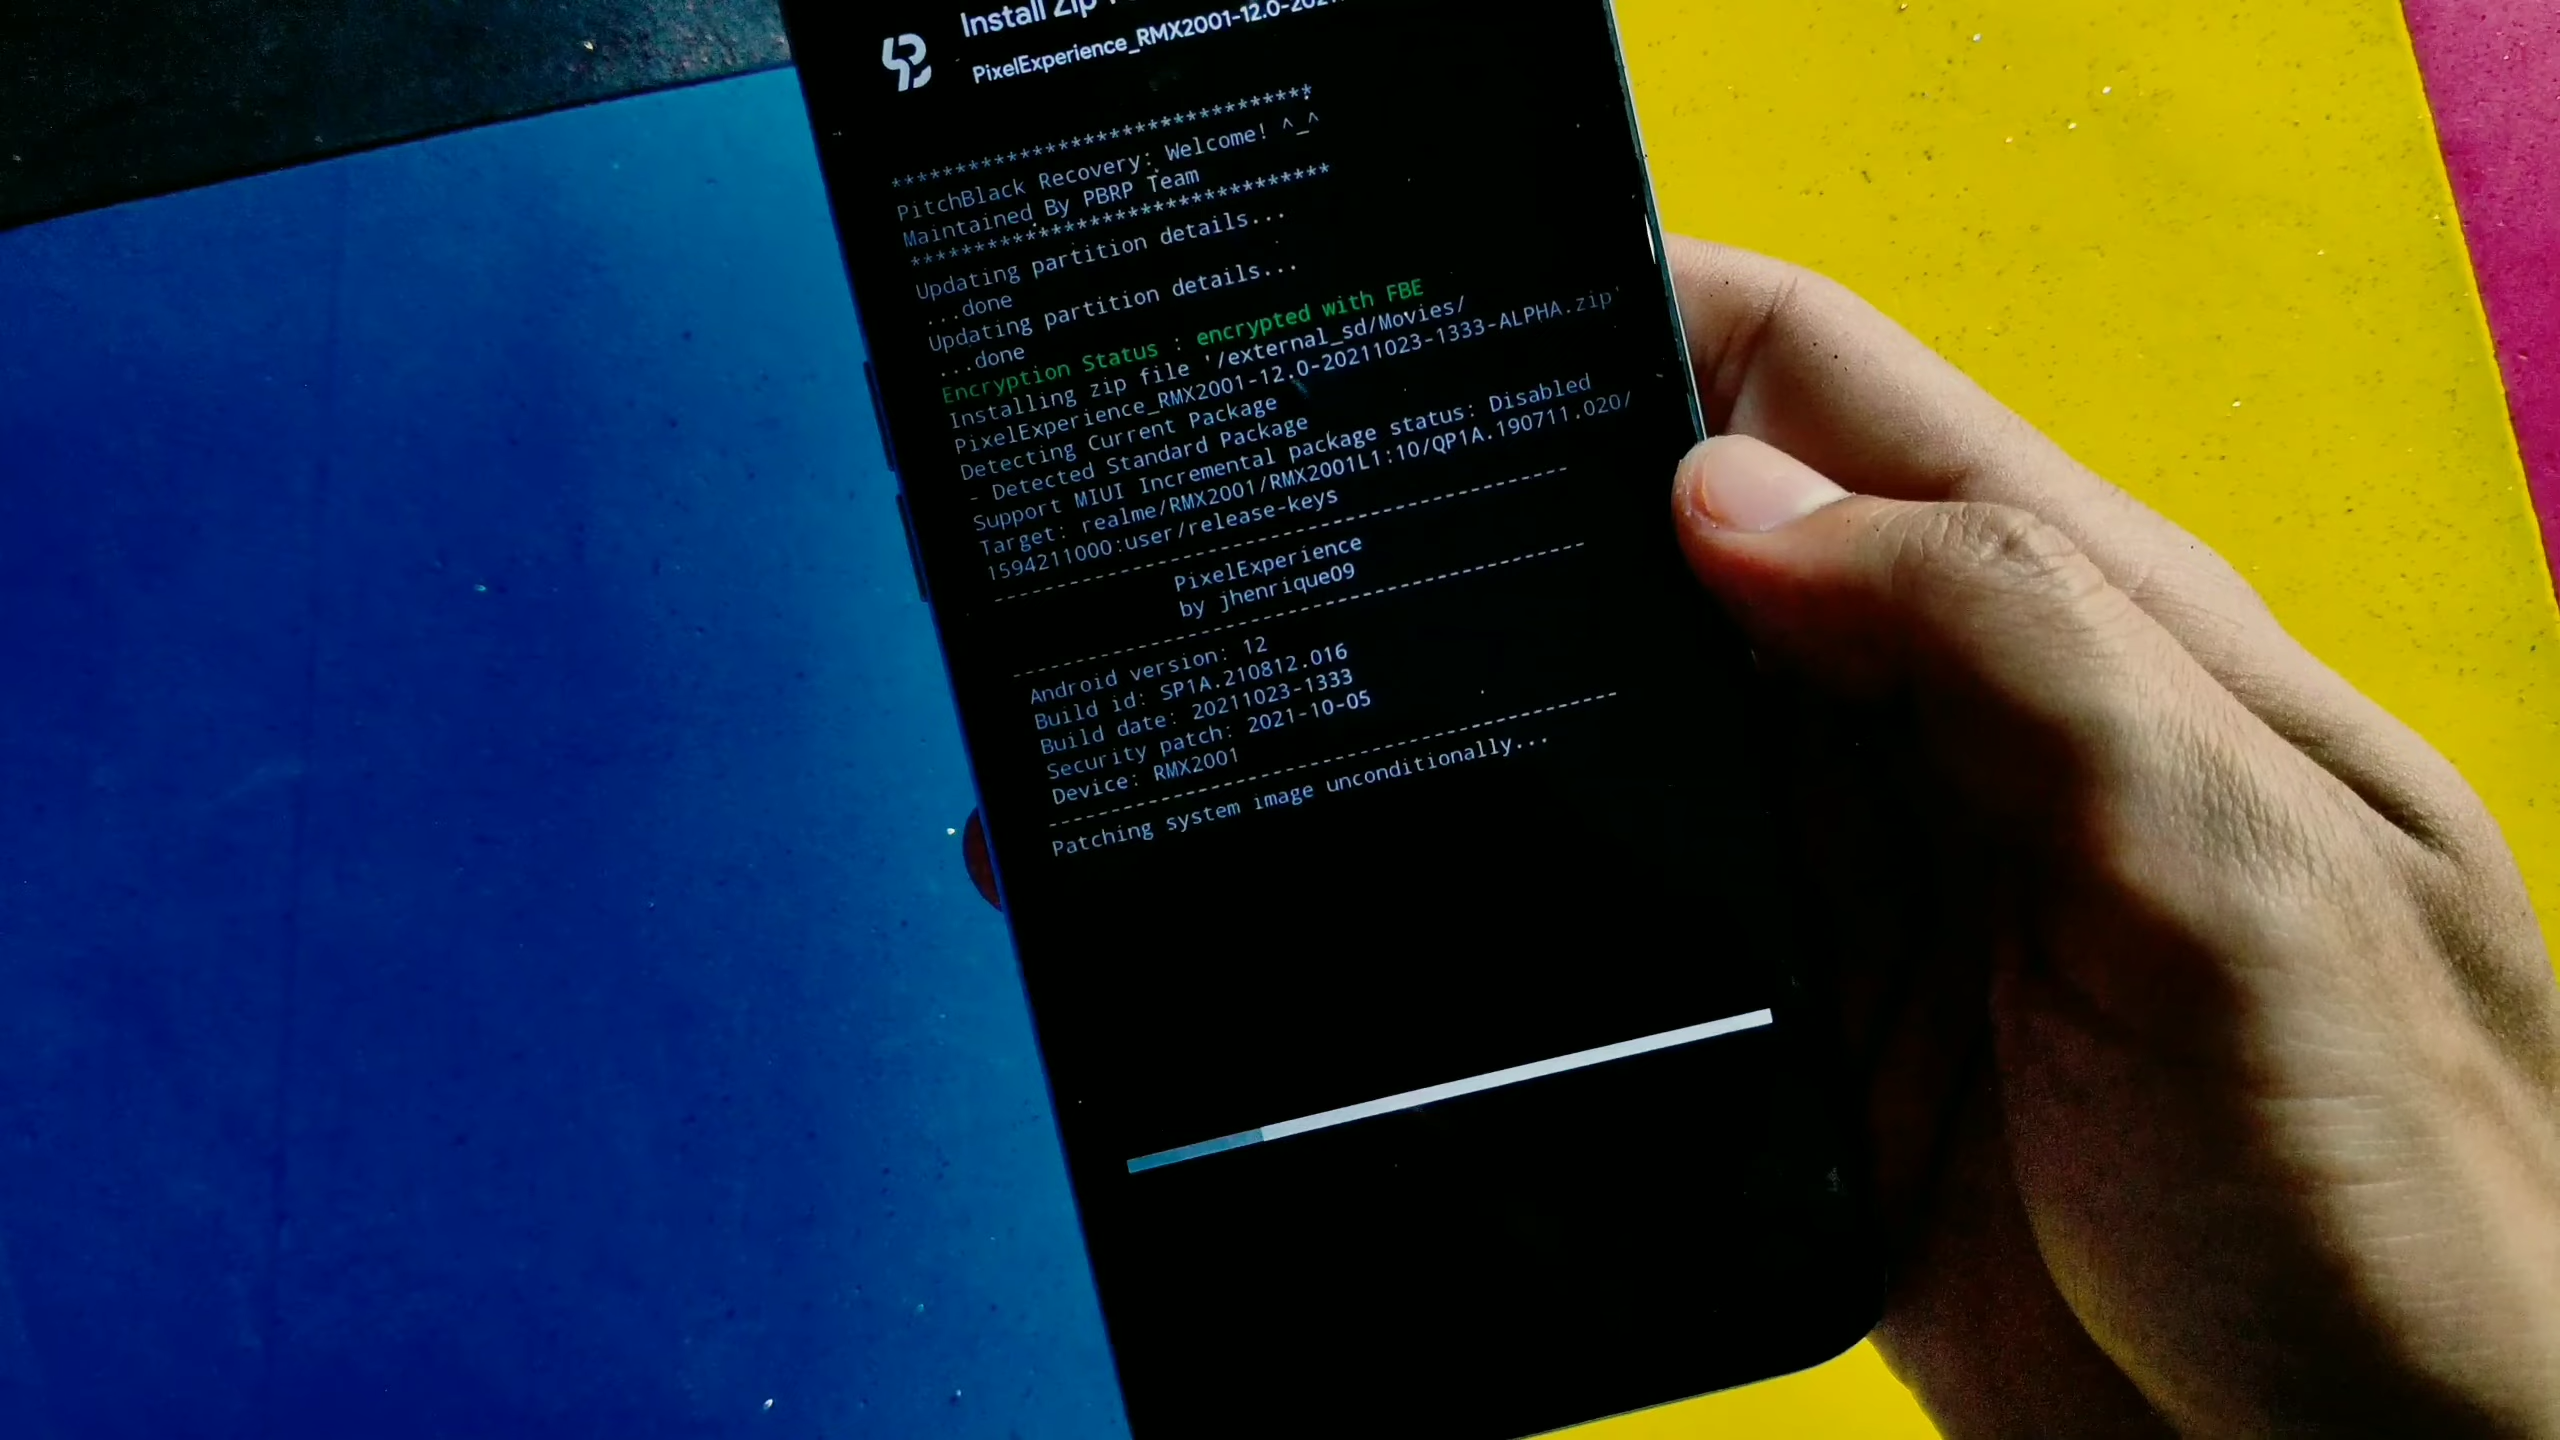 Install Zip
PixelExperience_RMX2001-12.0-2021
**********************************
PitchBlack Recovery: Welcome! ^_^
Maintained By PBRP Team
**********************************
Updating partition details...
...done
Updating partition details...
...done
Encryption Status : encrypted with FBE
Installing zip file '/external_sd/Movies/
PixelExperience_RMX2001-12.0-20211023-1333-ALPHA.zip'
Detecting Current Package
- Detected Standard Package
Support MIUI Incremental package status: Disabled
Target: realme/RMX2001/RMX2001L1:10/QP1A.190711.020/
1594211000:user/release-keys
------------------------------------------------
PixelExperience
by jhenrique09
------------------------------------------------
Android version: 12
Build id: SP1A.210812.016
Build date: 20211023-1333
Security patch: 2021-10-05
Device: RMX2001
------------------------------------------------
Patching system image unconditionally...